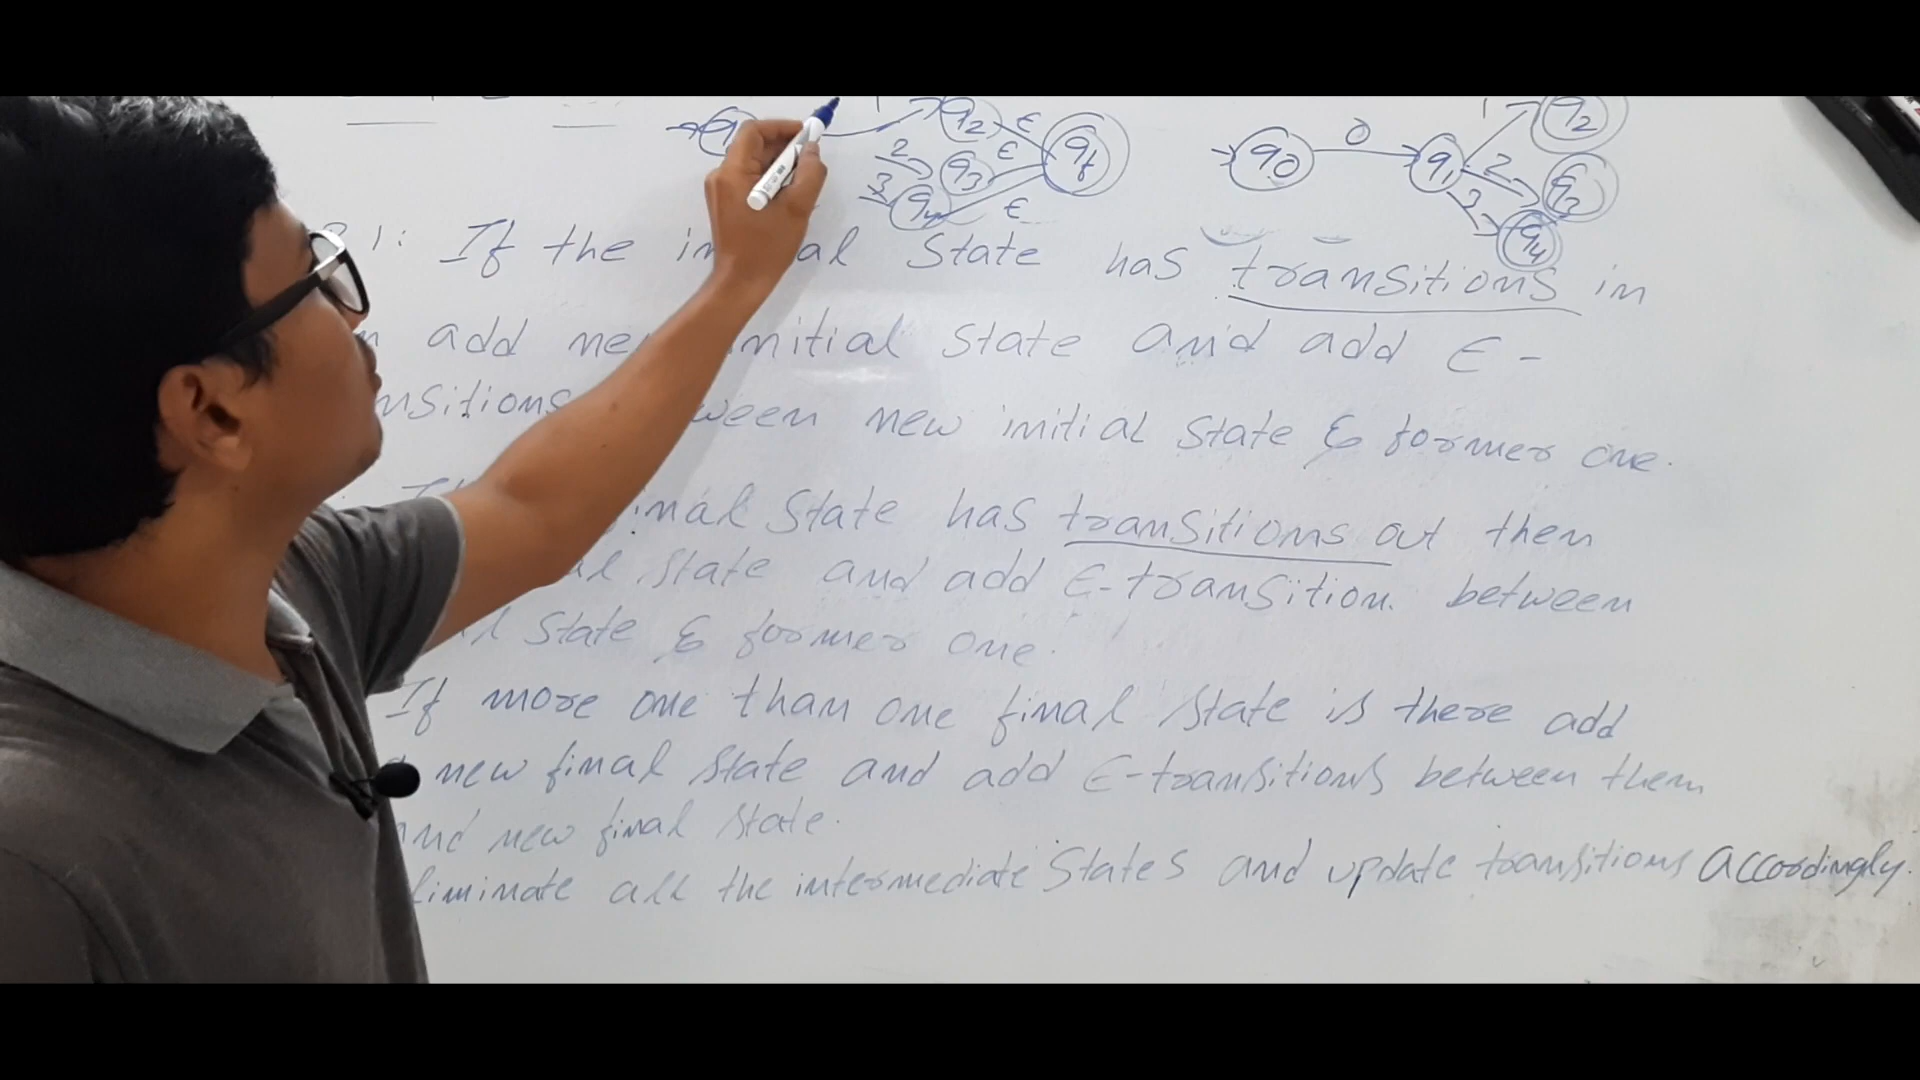 1
q2 ε qf
2 q3 ε
3 q4 ε
q0 0 q1 1 q2
2 q3
3 q4
1: If the in al state has transitions in
add ne initial state and add ε-
nsitions ween new initial state & former one.
inal state has transitions out then
al state and add ε-transition. between
al state & former one.
If more one than one final state is there add
new final state and add ε-transitions between them
and new final state.
liminate all the intermediate states and update transitions accordingly.